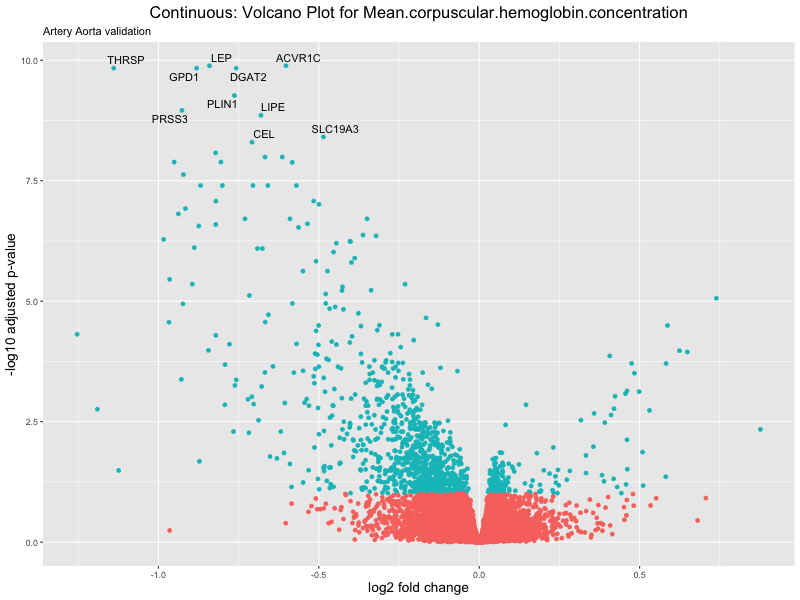 Continuous: Volcano Plot for Mean.corpuscular.hemoglobin.concentration
Artery Aorta validation
10.0
7.5
5.0
2.5
0.0
-log10 adjusted p-value
THRSP
LEP
ACVR1C
GPD1
DGAT2
PLIN1
LIPE
PRSS3
SLC19A3
CEL
-1.0
-0.5
0.0
0.5
log2 fold change